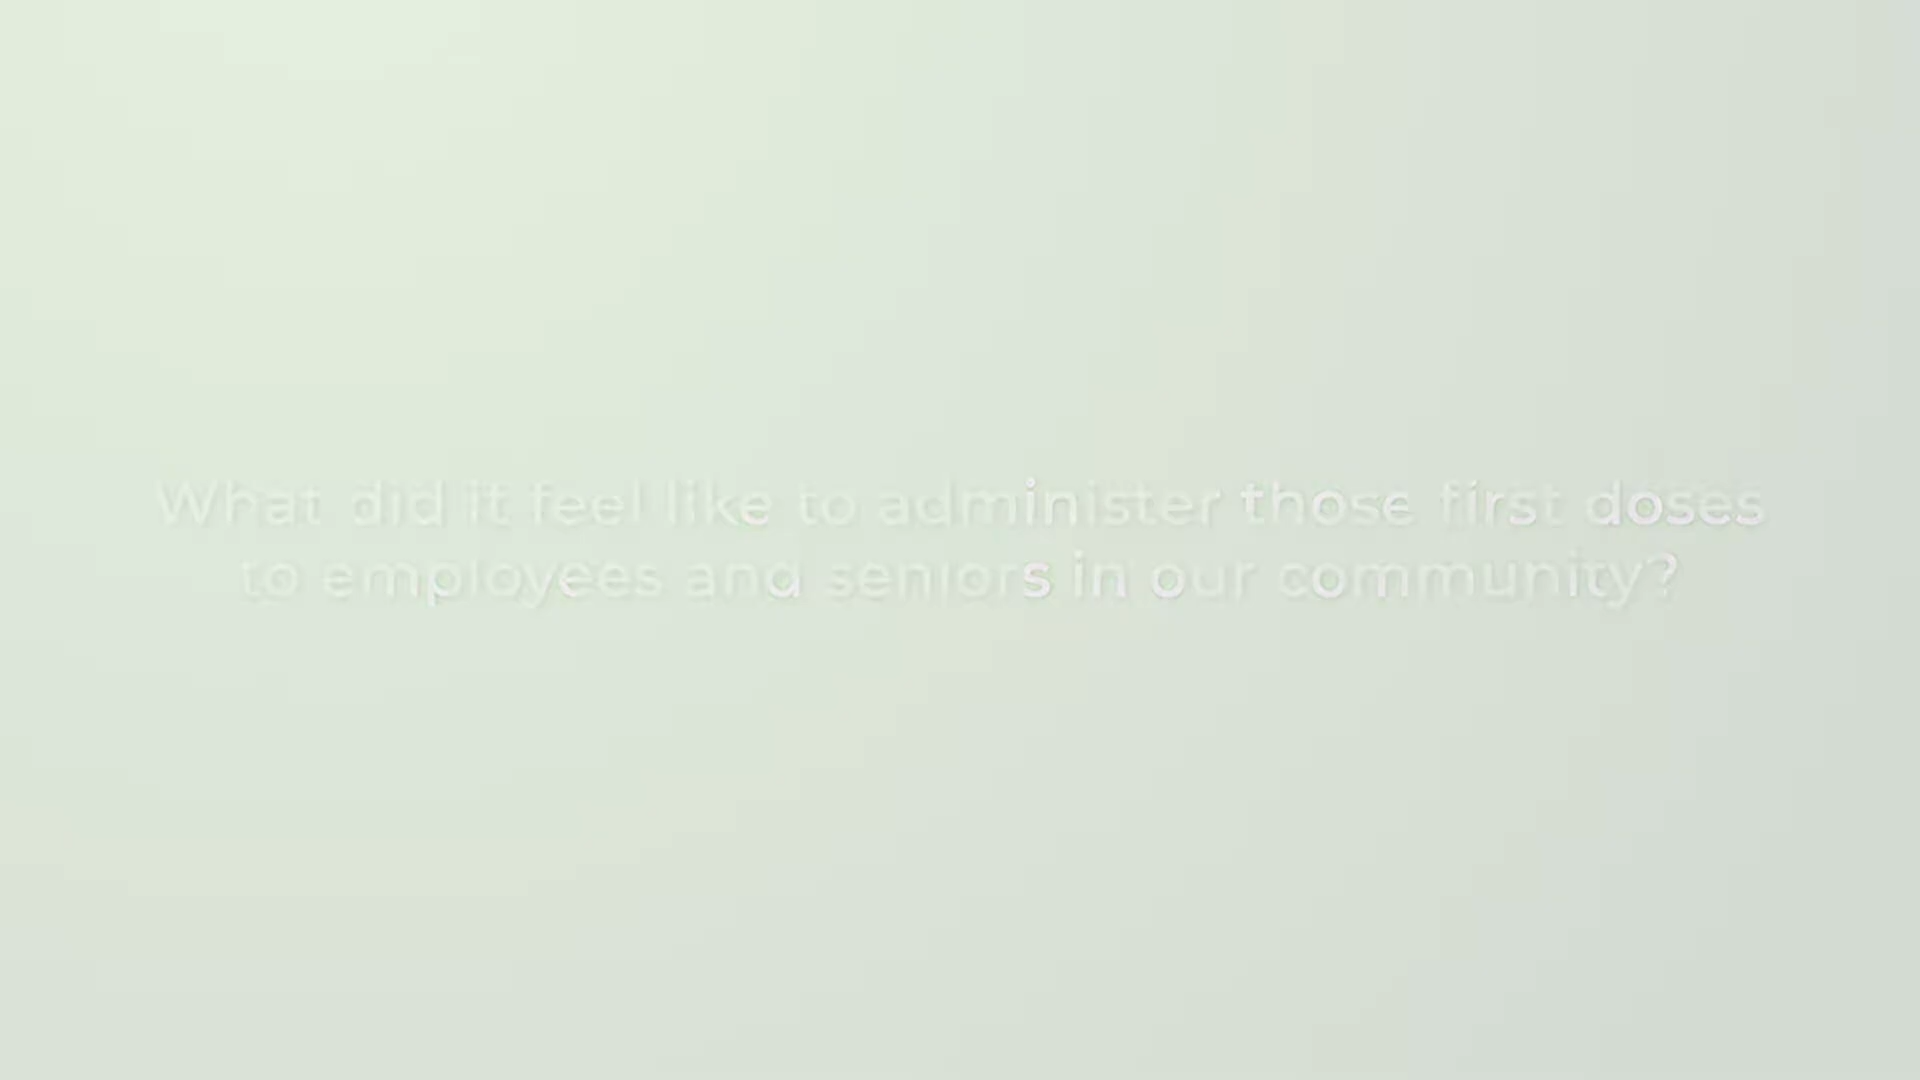 What did it feel like to administer those first doses
to employees and seniors in our community?